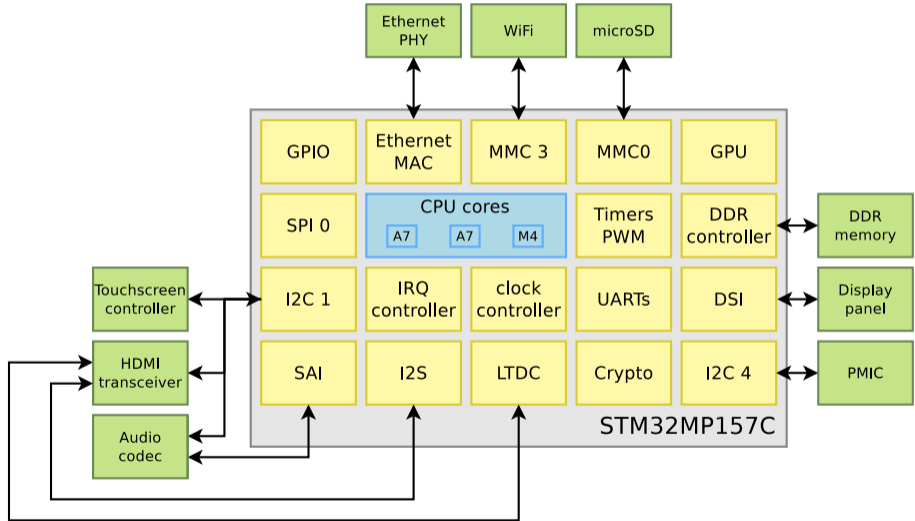 Ethernet
PHY
WiFi
microSD
GPIO
Ethernet
MAC
MMC 3
MMC0
GPU
SPI 0
CPU cores
A7
A7
M4
Timers
PWM
DDR
controller
DDR
memory
Touchscreen
controller
I2C 1
IRQ
controller
clock
controller
UARTs
DSI
Display
panel
HDMI
transceiver
SAI
I2S
LTDC
Crypto
I2C 4
PMIC
Audio
codec
STM32MP157C